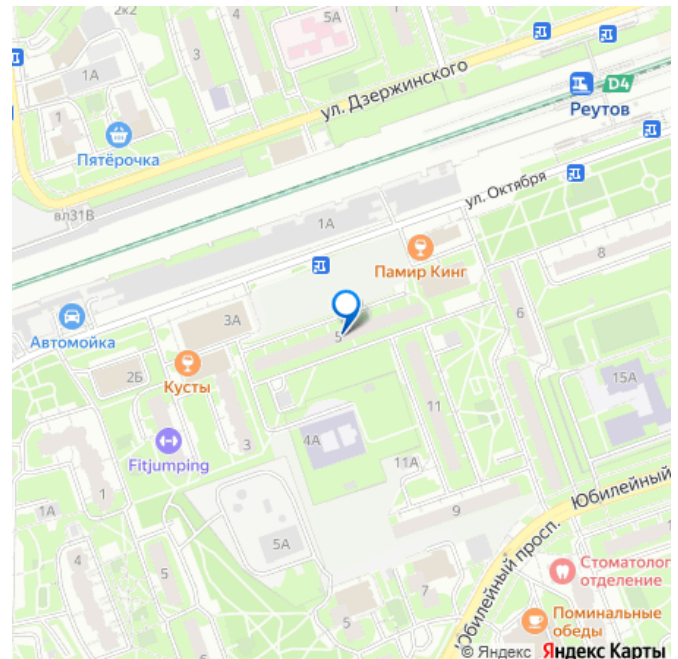 2к2
3
4
5А
1А
ул. Дзержинского
D4
Реутов
1
Пятёрочка
ул. Октября
вл31В
1А
Памир Кинг
8
3А
Автомойка
5
6
2Б
Кусты
15А
11
4А
3
Fitjumping
11А
1
Юбилейный
1А
9
5А
Юбилейный просп.
4
5
Стоматолог
отделение
7
Поминальные
обеды
5
© Яндекс Яндекс Карты